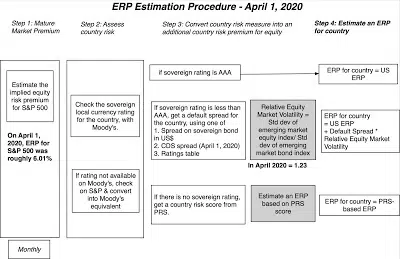 ERP Estimation Procedure - April 1, 2020
Step 1: Mature
Market Premium
Step 2: Assess
country risk
Step 3: Convert country risk measure into an
additional country risk premium for equity
Step 4: Estimate an ERP
for country
Estimate the
implied equity
risk premium
for S&P 500
On April 1,
2020, ERP for
S&P 500 was
roughly 6.01%
Monthly
Check the sovereign
local currency rating
for the country, with
Moody's.
If rating not available
on Moody's, check
on S&P & convert
into Moody's
equivalent
If sovereign rating is AAA
ERP for country = US
ERP
If sovereign rating is less than
AAA, get a default spread for
the country, using one of
1. Spread on sovereign bond in
US$
2. CDS spread (April 1, 2020)
3. Ratings table
Relative Equity
Market Volatility =
Std dev of
emerging market
equity index/ Std
dev of emerging
market bond index
In April 2020 = 1.23
ERP for country
= US ERP
+ Default Spread *
Relative Equity Market
Volatility
If there is no sovereign rating,
get a country risk score from
PRS.
Estimate an ERP
based on PRS
score
ERP for country = PRS-
based ERP